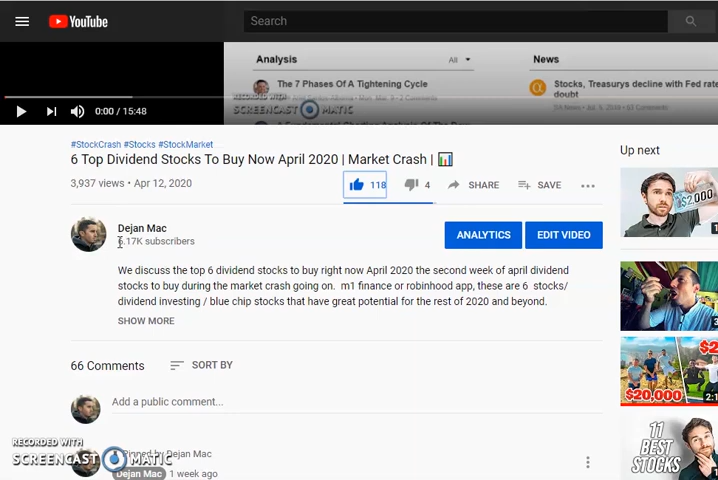 YouTube
Search
Analysis
All
News
The 7 Phases Of A Tightening Cycle
Stocks, Treasurys decline with Fed rate
doubt
RECORDED WITH
SCREENCAST MATIC
0:00 / 15:48
#StockCrash #Stocks #StockMarket
6 Top Dividend Stocks To Buy Now April 2020 | Market Crash | 📊
3,937 views • Apr 12, 2020
118
4
SHARE
SAVE
Up next
$2,000
Dejan Mac
6.17K subscribers
ANALYTICS
EDIT VIDEO
We discuss the top 6 dividend stocks to buy right now April 2020 the second week of april dividend
stocks to buy during the market crash going on. m1 finance or robinhood app, these are 6 stocks/
dividend investing / blue chip stocks that have great potential for the rest of 2020 and beyond.
SHOW MORE
$20,000
66 Comments
SORT BY
Add a public comment...
11
BEST
STOCKS
RECORDED WITH
SCREENCAST MATIC
Pinned by Dejan Mac
Dejan Mac 1 week ago